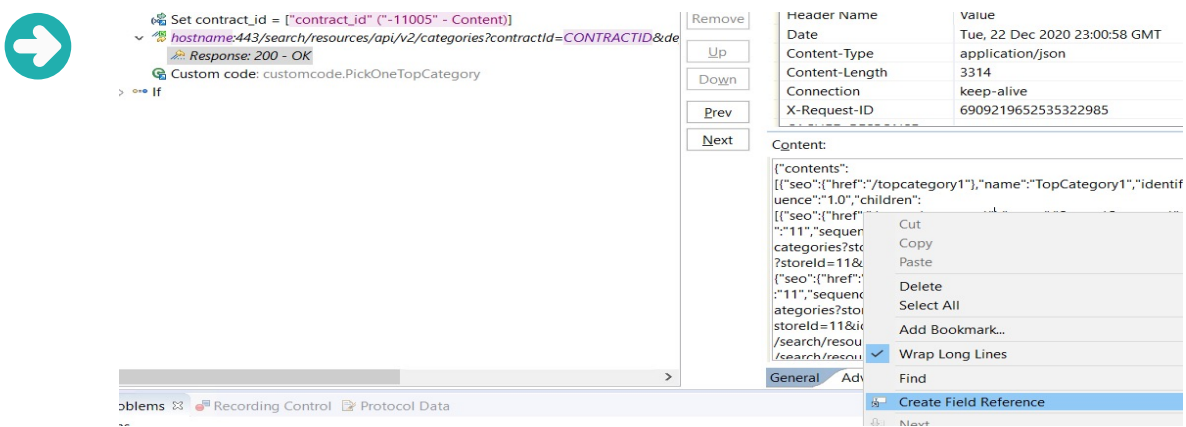 Set contract_id = ["contract_id" ("-11005" - Content)]
hostname:443/search/resources/api/v2/categories?contractId=CONTRACTID&de
Response: 200 - OK
Custom code: customcode.PickOneTopCategory
If
Remove
Up
Down
Prev
Next
Header Name Value
Date Tue, 22 Dec 2020 23:00:58 GMT
Content-Type application/json
Content-Length 3314
Connection keep-alive
X-Request-ID 6909219652535322985
Content:
{"contents":
[{"seo":{"href":"/topcategory1"},"name":"TopCategory1","identif
uence":"1.0","children":
[{"seo":{"href"
":"11","sequen
categories?sto
?storeId=11&
{"seo":{"href":"
:"11","sequenc
ategories?stor
storeId=11&id
/search/resou
/search/resou
Cut
Copy
Paste
Delete
Select All
Add Bookmark...
Wrap Long Lines
Find
Create Field Reference
Next
General Adv
oblems Recording Control Protocol Data